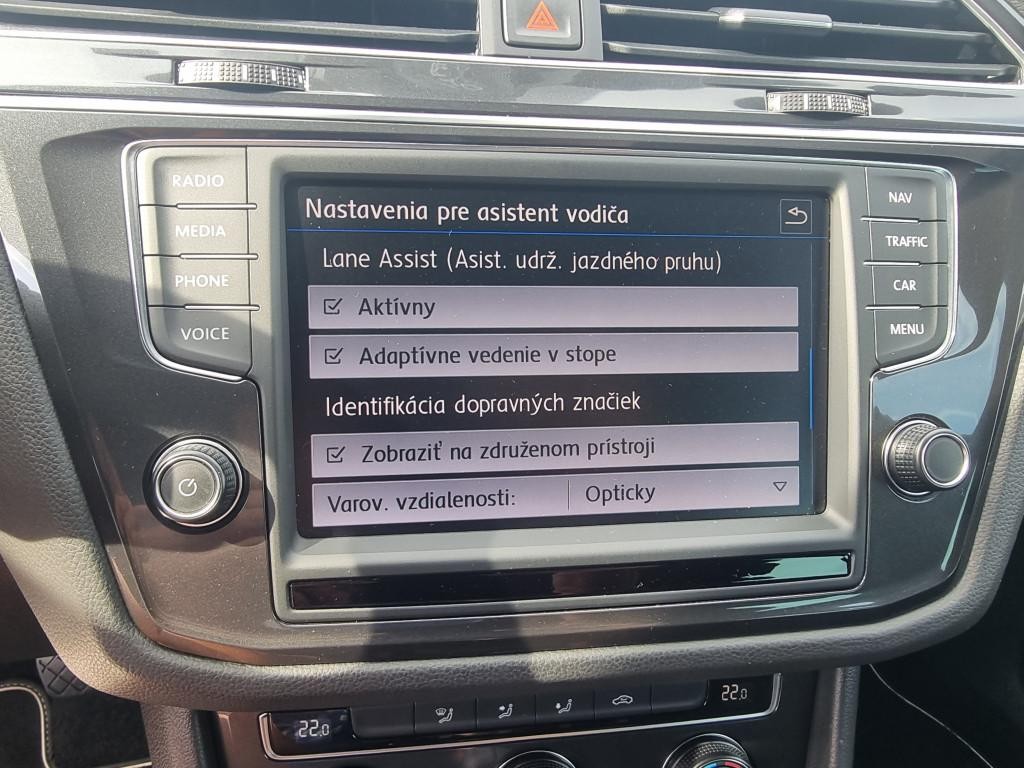 RADIO
MEDIA
PHONE
VOICE
Nastavenia pre asistent vodiča
Lane Assist (Asist. udrž. jazdného pruhu)
Aktívny
Adaptívne vedenie v stope
Identifikácia dopravných značiek
Zobraziť na združenom prístroji
Varov. vzdialenosti: Opticky
NAV
TRAFFIC
CAR
MENU
22.0
22.0